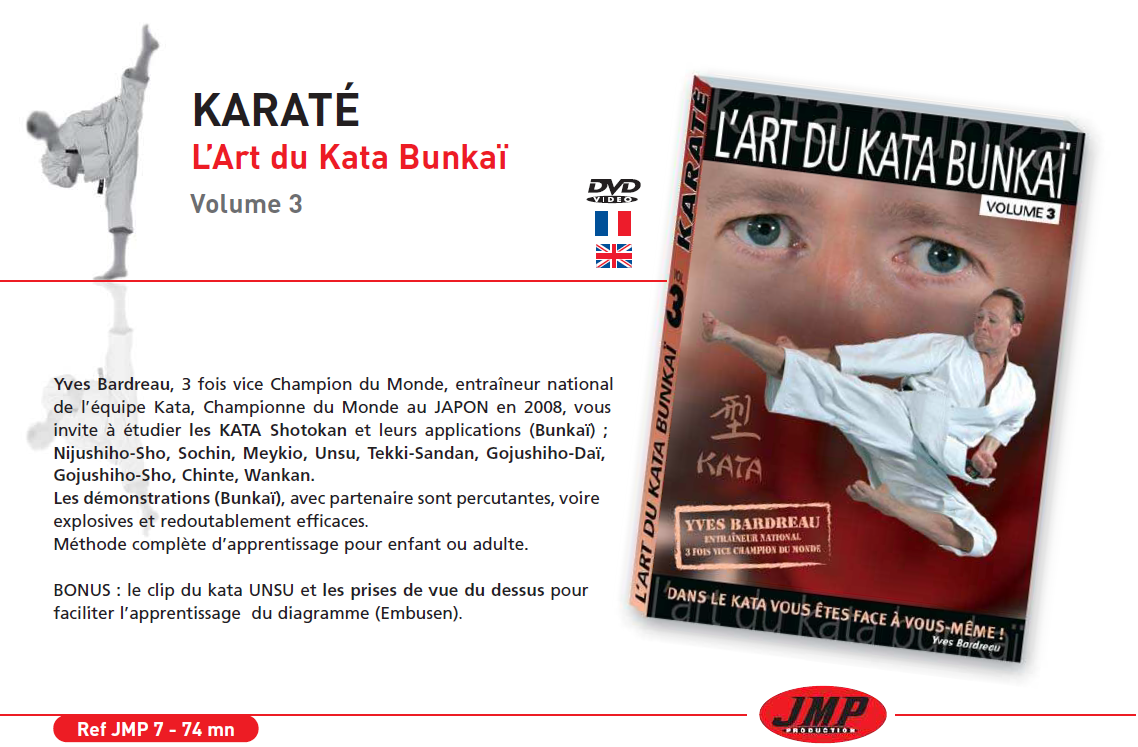 KARATÉ
L'Art du Kata Bunkaï
Volume 3
DVD
VIDEO
Yves Bardreau, 3 fois vice Champion du Monde, entraîneur national
de l'équipe Kata, Championne du Monde au JAPON en 2008, vous
invite à étudier les KATA Shotokan et leurs applications (Bunkaï) ;
Nijushiho-Sho, Sochin, Meykio, Unsu, Tekki-Sandan, Gojushiho-Daï,
Gojushiho-Sho, Chinte, Wankan.
Les démonstrations (Bunkaï), avec partenaire sont percutantes, voire
explosives et redoutablement efficaces.
Méthode complète d'apprentissage pour enfant ou adulte.
BONUS : le clip du kata UNSU et les prises de vue du dessus pour
faciliter l'apprentissage du diagramme (Embusen).
Ref JMP 7 - 74 mn
KARATÉ
VOL. 3
L'ART DU KATA BUNKAÏ
kata bunkaï
L'ART DU KATA BUNKAÏ
VOLUME 3
型
KATA
YVES BARDREAU
ENTRAÎNEUR NATIONAL
3 FOIS VICE CHAMPION DU MONDE
DANS LE KATA VOUS ÊTES FACE À VOUS-MÊME !
Yves Bardreau
l'art du kata bunkaï
JMP
PRODUCTION